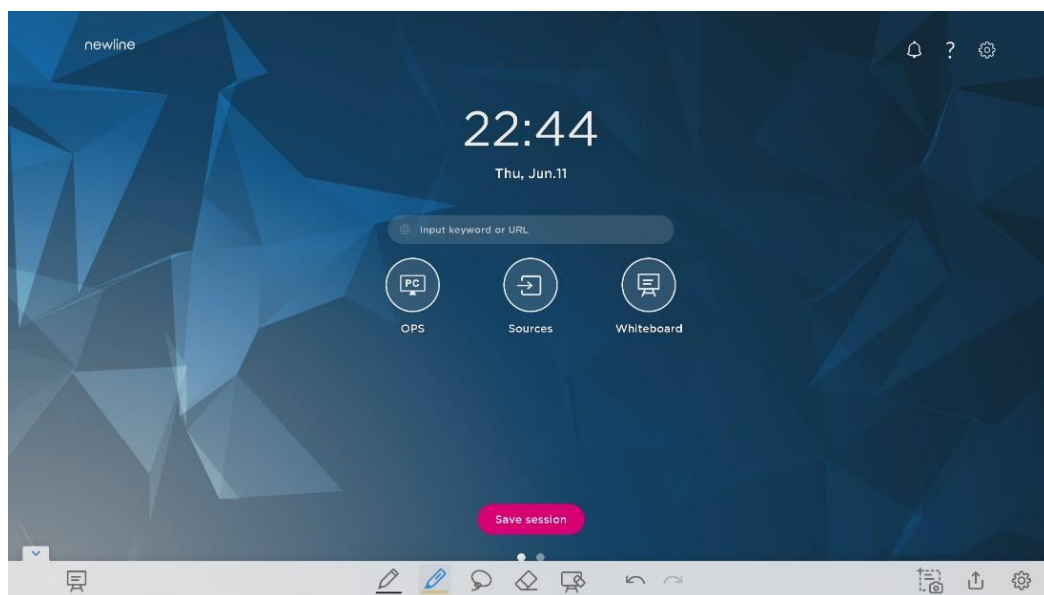 newline
?
22:44
Thu, Jun.11
Input keyword or URL
PC
OPS
Sources
Whiteboard
Save session